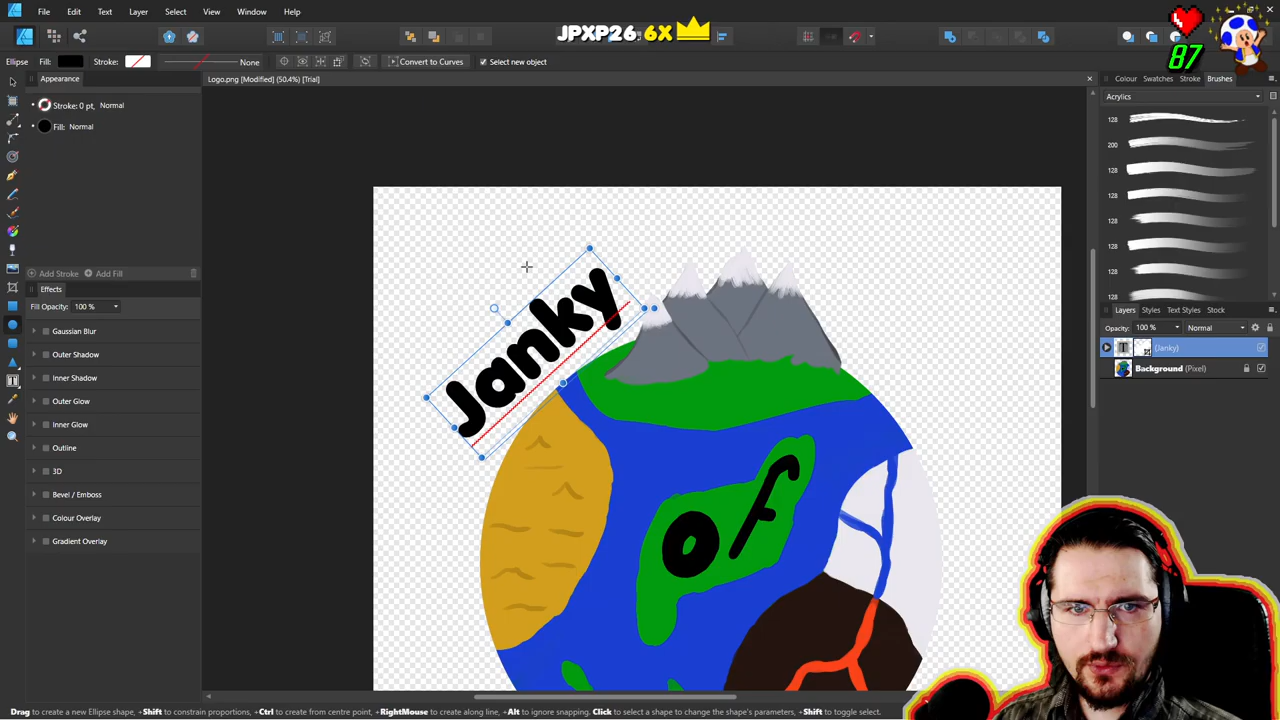 File Edit Text Layer Select View Window Help
JPXP26 6X
87
Ellipse Fill: Stroke: None Convert to Curves Select new object
Appearance
Logo.png [Modified] (50.4%) [Trial]
Colour Swatches Stroke Brushes
Acrylics
Stroke: 0 pt, Normal
Fill: Normal
128
200
128
128
128
128
128
128
Add Stroke Add Fill
Effects
Fill Opacity: 100 %
Gaussian Blur
Outer Shadow
Inner Shadow
Outer Glow
Inner Glow
Outline
3D
Bevel / Emboss
Colour Overlay
Gradient Overlay
Janky
of
Layers Styles Text Styles Stock
Opacity: 100 % Normal
T (Janky)
Background (Pixel)
Drag to create a new Ellipse shape, +Shift to constrain proportions, +Ctrl to create from centre point, +RightMouse to create along line, +Alt to ignore snapping. Click to select a shape to change the shape's parameters, +Shift to toggle select.